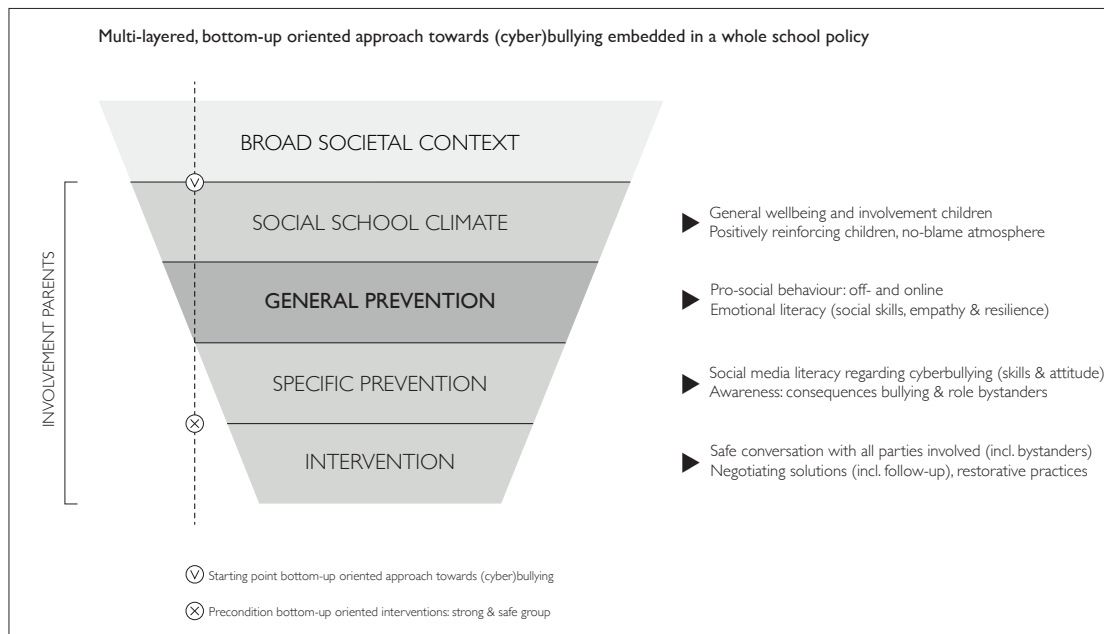 Multi-layered, bottom-up oriented approach towards (cyber)bullying embedded in a whole school policy
BROAD SOCIETAL CONTEXT
V
SOCIAL SCHOOL CLIMATE
General wellbeing and involvement children
Positively reinforcing children, no-blame atmosphere
INVOLVEMENT PARENTS
GENERAL PREVENTION
Pro-social behaviour: off- and online
Emotional literacy (social skills, empathy & resilience)
SPECIFIC PREVENTION
Social media literacy regarding cyberbullying (skills & attitude)
Awareness: consequences bullying & role bystanders
X
INTERVENTION
Safe conversation with all parties involved (incl. bystanders)
Negotiating solutions (incl. follow-up), restorative practices
V Starting point bottom-up oriented approach towards (cyber)bullying
X Precondition bottom-up oriented interventions: strong & safe group